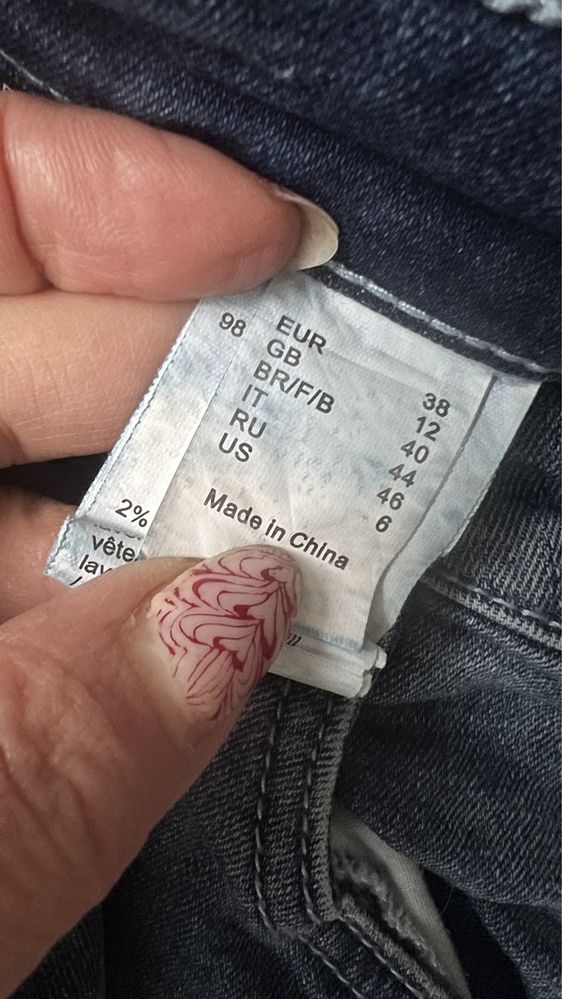 EUR 38
GB 12
BR/F/B 40
IT 44
RU 46
US 6
Made in China
98
2%
vête
lav